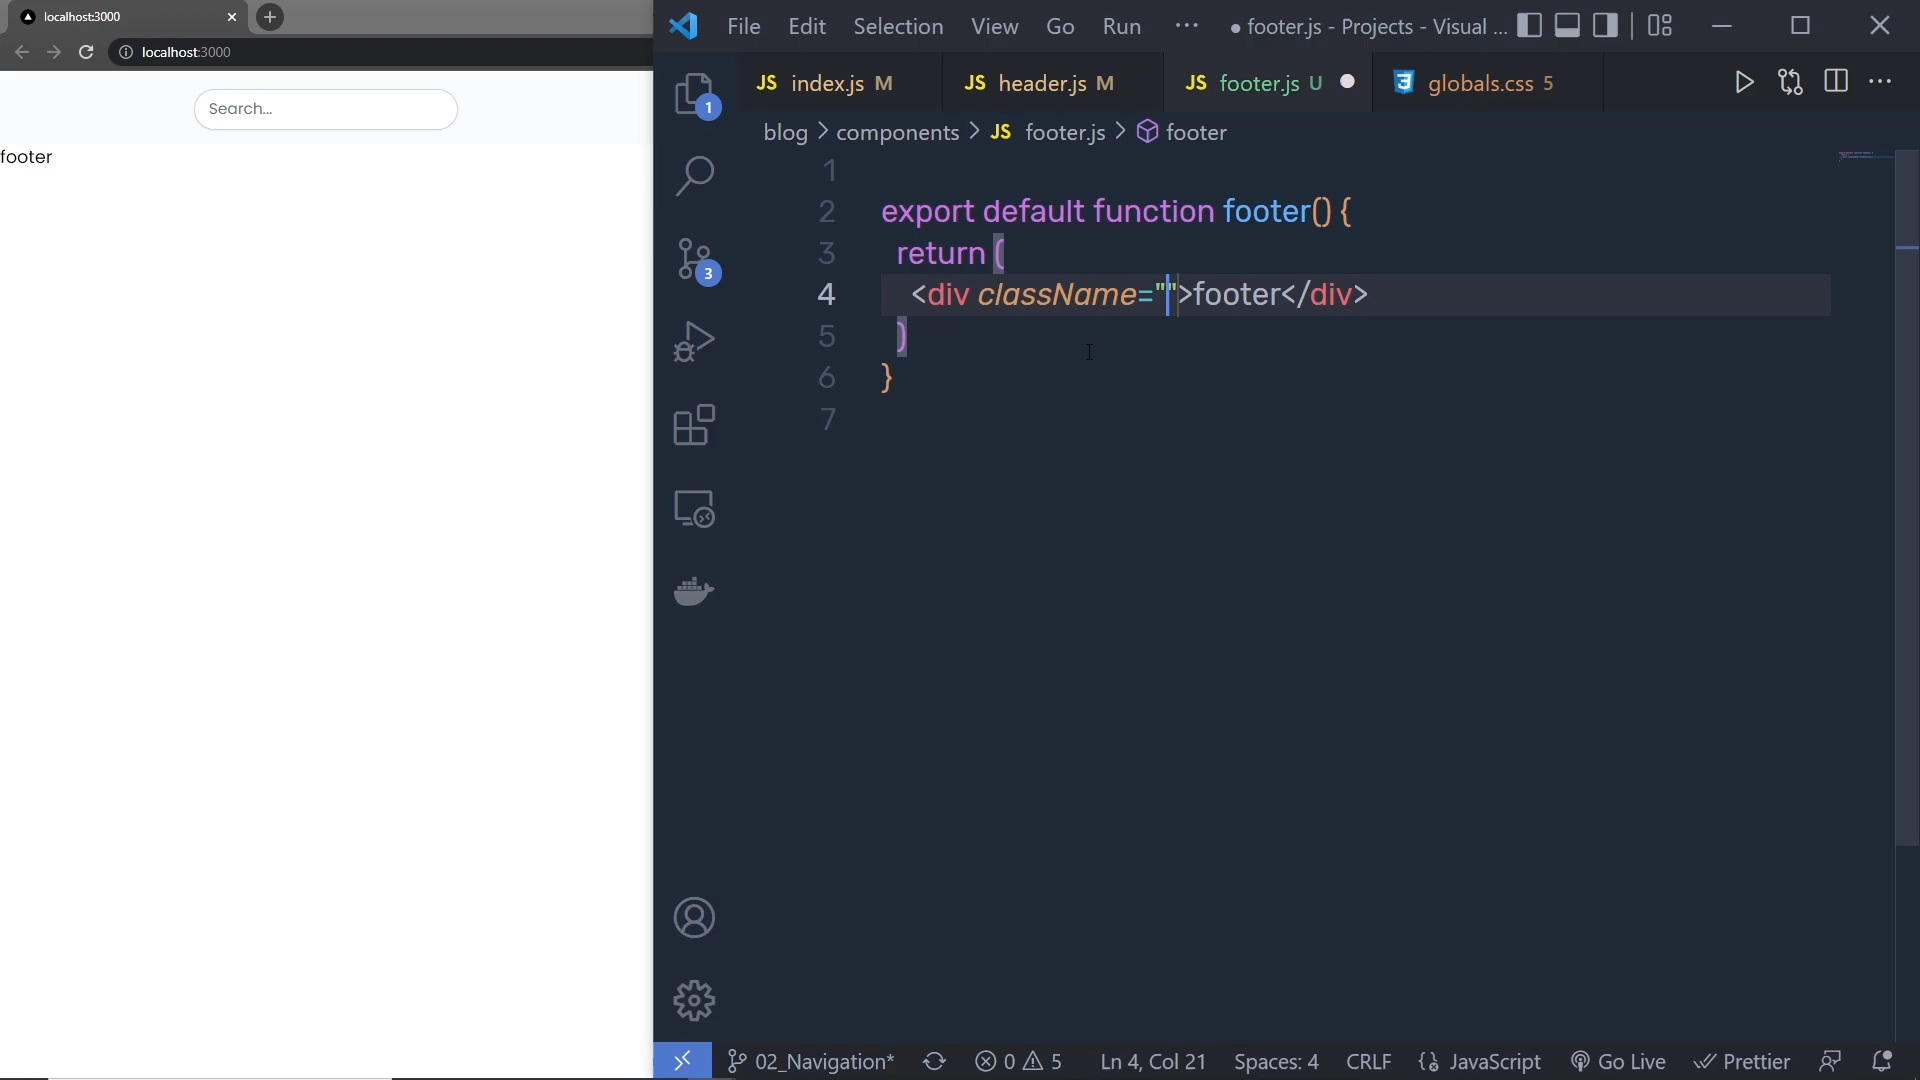 localhost:3000
localhost:3000
Search...
footer
File Edit Selection View Go Run ··· ● footer.js - Projects - Visual ...
JS index.js M JS header.js M JS footer.js U ● globals.css 5
blog > components > JS footer.js > footer
1
2 export default function footer() {
3 return (
4 <div className="">footer</div>
5 )
6 }
7
1
3
02_Navigation* 0 5 Ln 4, Col 21 Spaces: 4 CRLF {} JavaScript Go Live Prettier